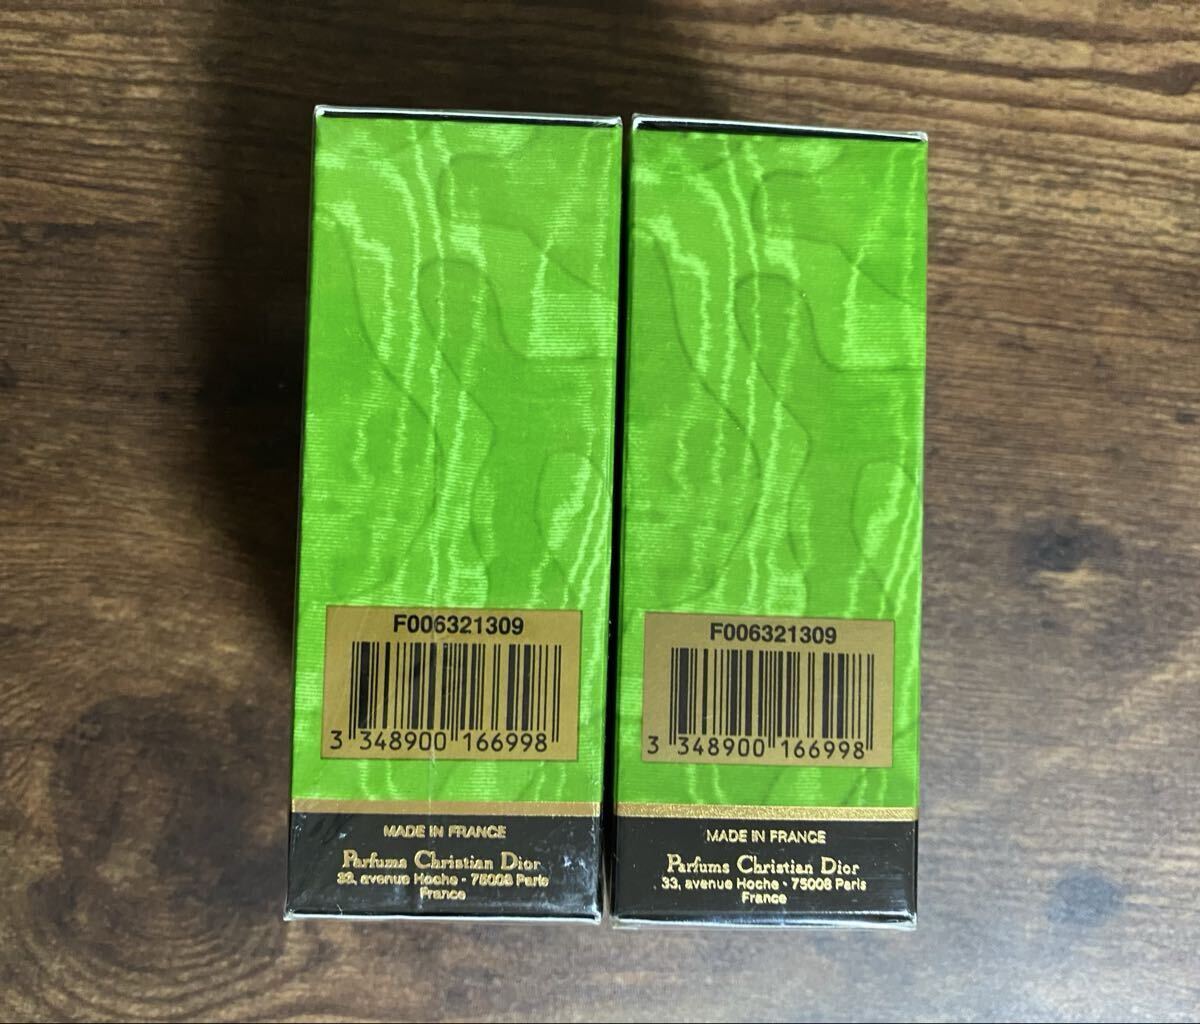 F006321309
3 348900 166998
MADE IN FRANCE
Parfums Christian Dior
33, avenue Hoche - 75008 Paris
France
F006321309
3 348900 166998
MADE IN FRANCE
Parfums Christian Dior
33, avenue Hoche - 75008 Paris
France